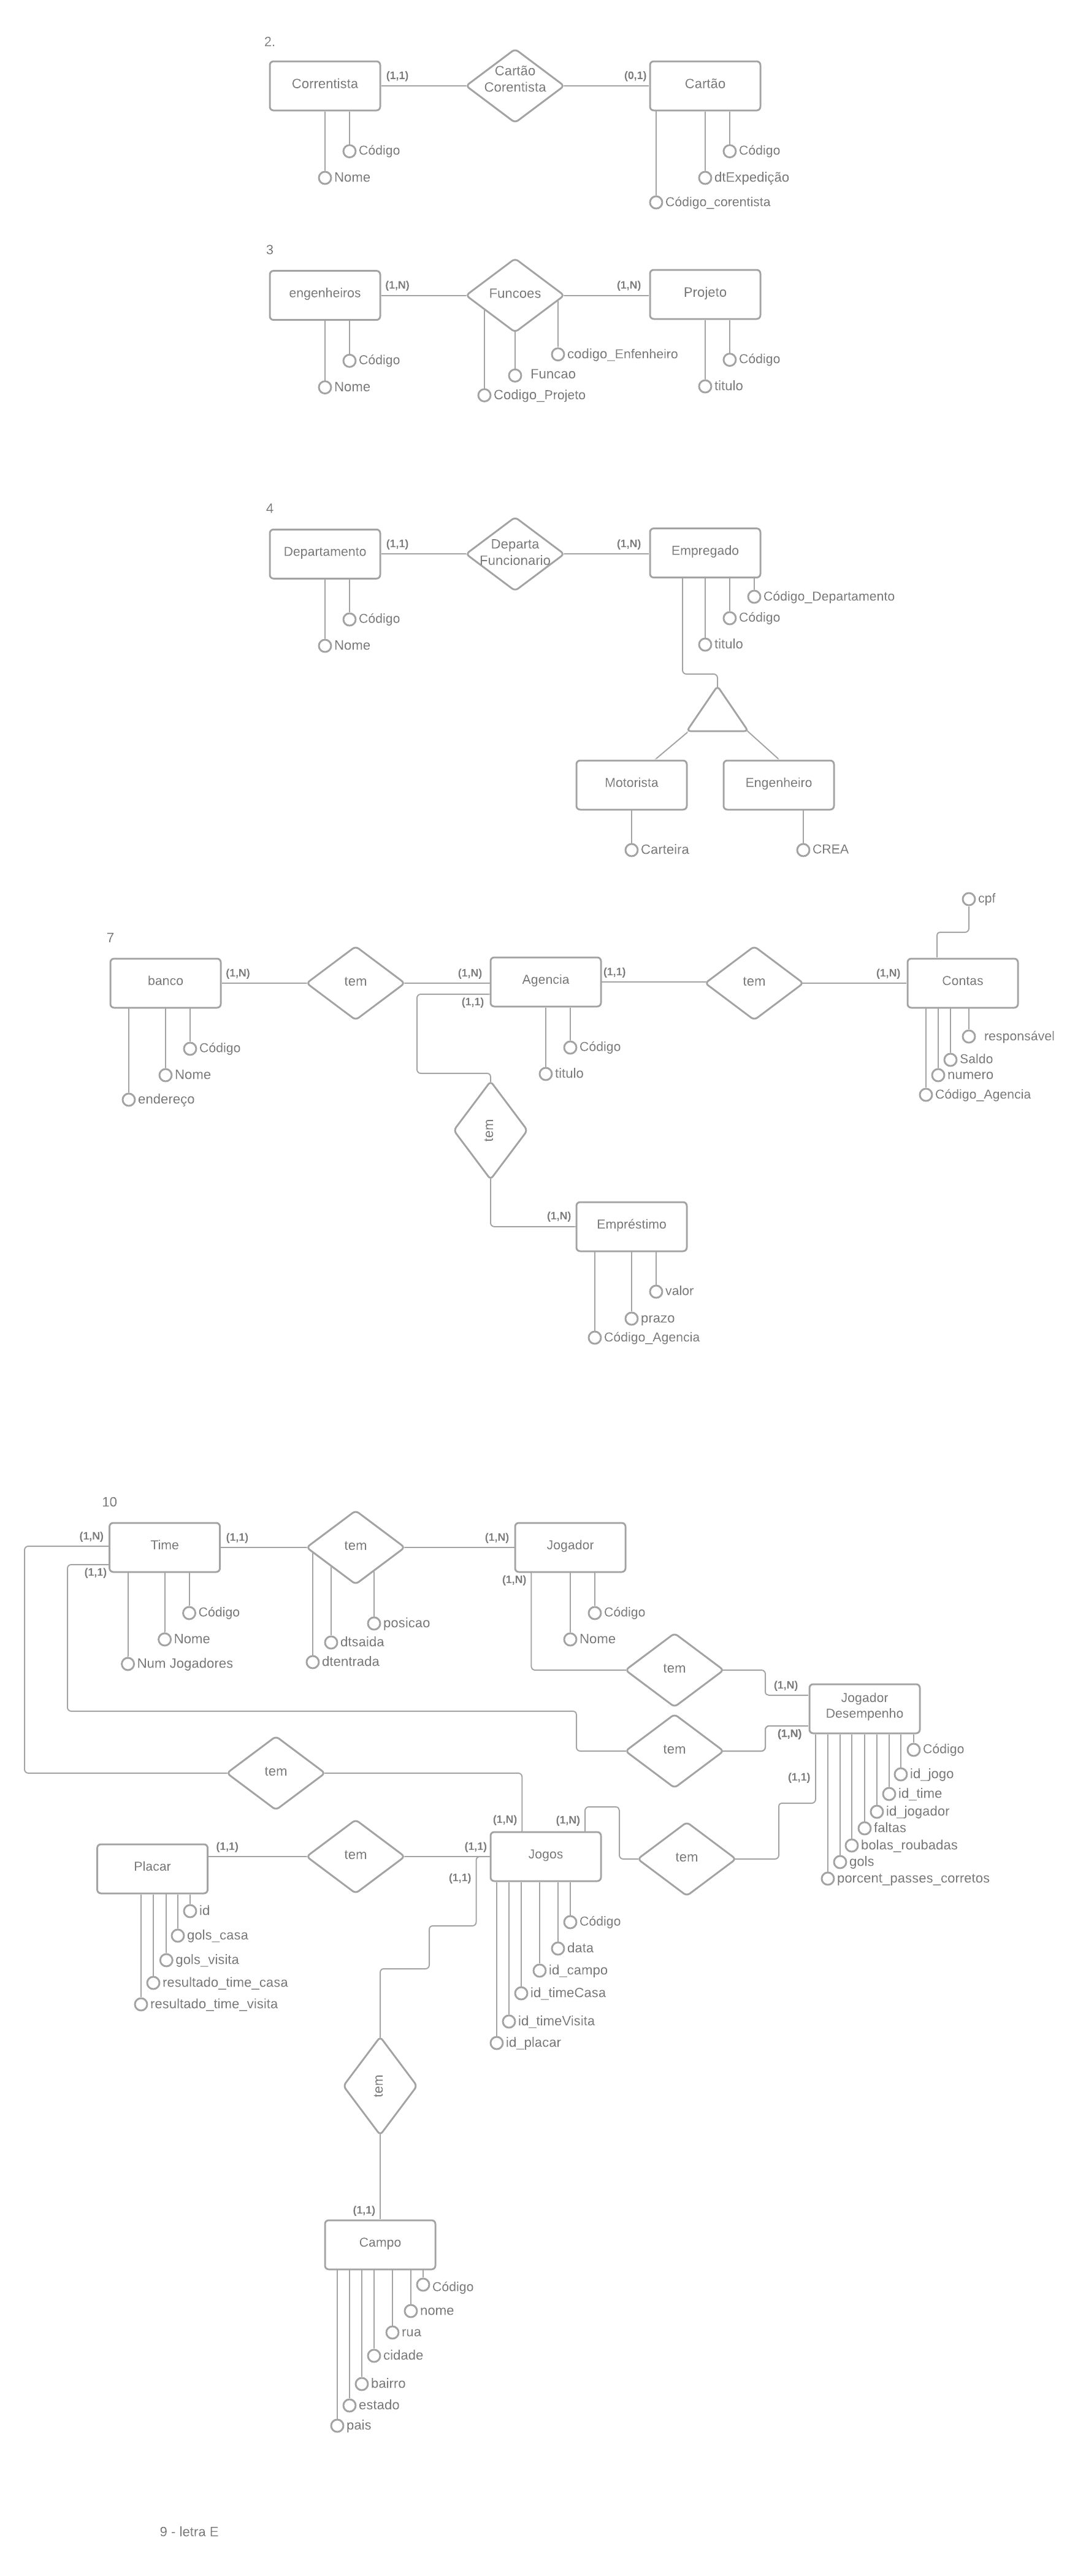 2.
Correntista
(1,1)
Cartão
Corentista
(0,1)
Cartão
Código
Nome
Código
dtExpedição
Código_corentista
3
engenheiros
(1,N)
Funcoes
(1,N)
Projeto
Código
Nome
codigo_Enfenheiro
Funcao
Codigo_Projeto
Código
titulo
4
Departamento
(1,1)
Departa
Funcionario
(1,N)
Empregado
Código
Nome
Código_Departamento
Código
titulo
Motorista
Engenheiro
Carteira
CREA
cpf
7
banco
(1,N)
tem
(1,N)
Agencia
(1,1)
tem
(1,N)
Contas
(1,1)
Código
Nome
endereço
Código
titulo
responsável
Saldo
numero
Código_Agencia
tem
(1,N)
Empréstimo
valor
prazo
Código_Agencia
10
(1,N)
Time
(1,1)
tem
(1,N)
Jogador
(1,1)
(1,N)
Código
Nome
Num Jogadores
posicao
dtsaida
dtentrada
Código
Nome
tem
(1,N)
Jogador
Desempenho
tem
(1,N)
Código
id_jogo
id_time
id_jogador
faltas
bolas_roubadas
gols
porcent_passes_corretos
(1,1)
tem
(1,N)
(1,N)
Placar
(1,1)
tem
(1,1)
Jogos
tem
(1,1)
id
gols_casa
gols_visita
resultado_time_casa
resultado_time_visita
Código
data
id_campo
id_timeCasa
id_timeVisita
id_placar
tem
(1,1)
Campo
Código
nome
rua
cidade
bairro
estado
pais
9 - letra E